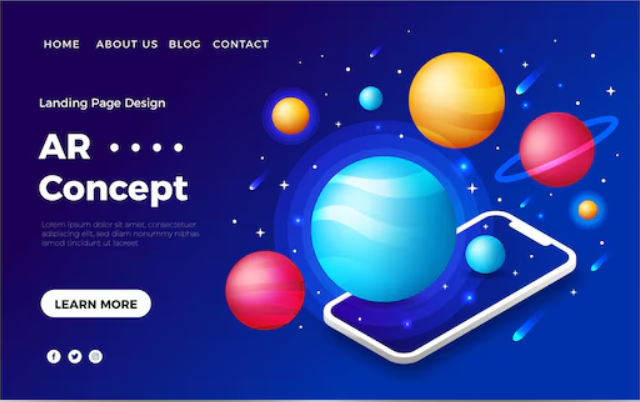 HOME ABOUT US BLOG CONTACT
Landing Page Design
AR
Concept
Lorem ipsum dolor sit amet, consectetuer
adipiscing elit, sed diam nonummy nibhas
smod tincidunt ut laoreet
LEARN MORE